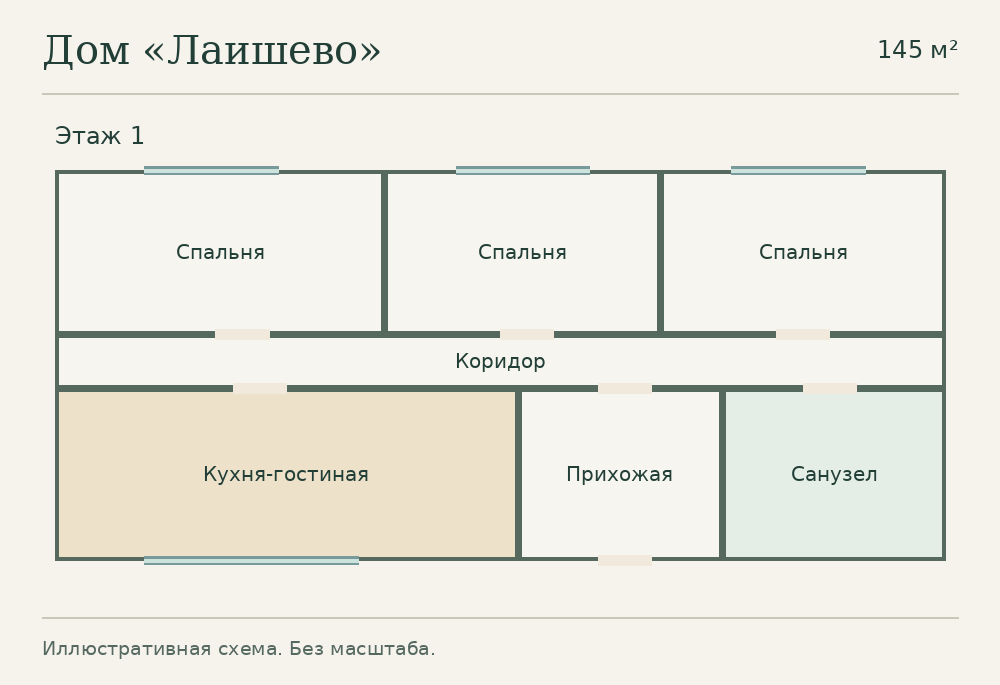 Дом «Лаишево»
145 м²
Этаж 1
Спальня
Спальня
Спальня
Коридор
Кухня-гостиная
Прихожая
Санузел
Иллюстративная схема. Без масштаба.